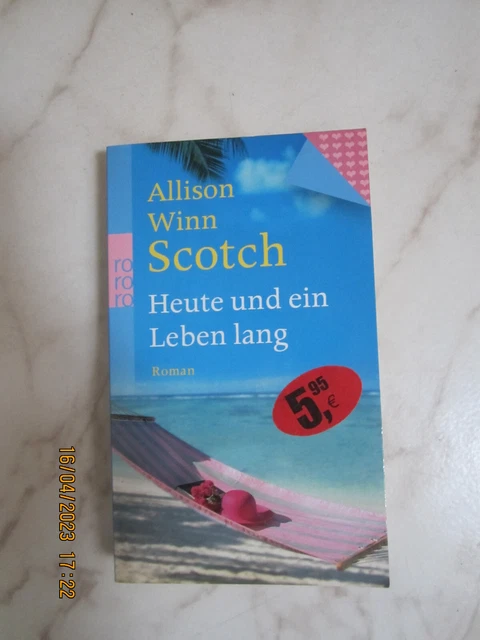 Allison
Winn
Scotch
ro
ro
ro
Heute und ein
Leben lang
Roman
5,95 €
16/04/2023 17:22